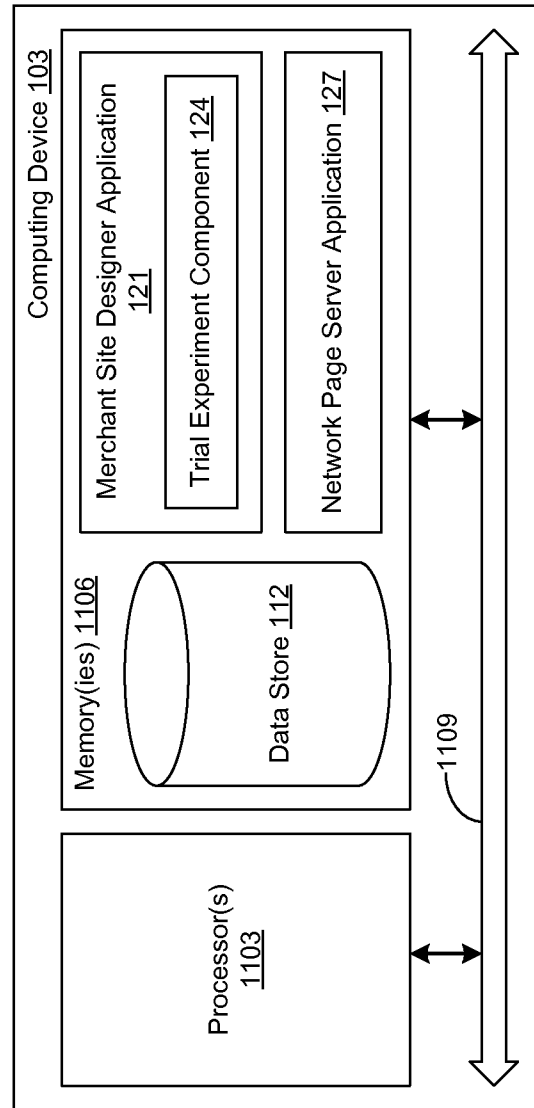 Computing Device 103
Processor(s)
1103
Memory(ies) 1106
Data Store 112
Merchant Site Designer Application
121
Trial Experiment Component 124
Network Page Server Application 127
1109